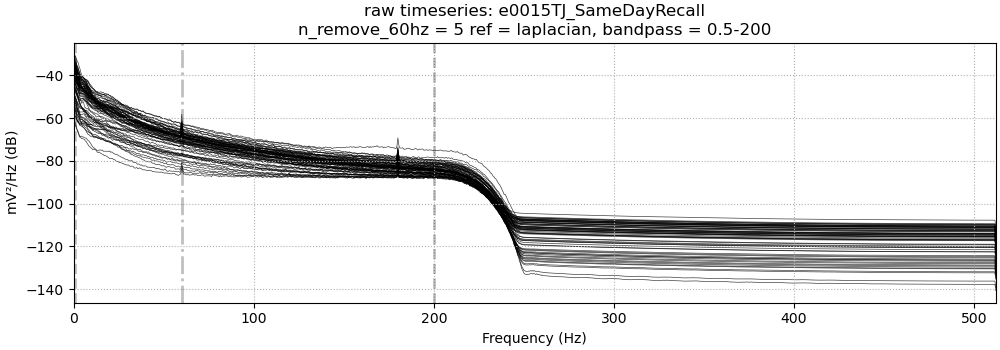 raw timeseries: e0015TJ_SameDayRecall
n_remove_60hz = 5 ref = laplacian, bandpass = 0.5-200
mV²/Hz (dB)
−40
−60
−80
−100
−120
−140
0 100 200 300 400 500
Frequency (Hz)